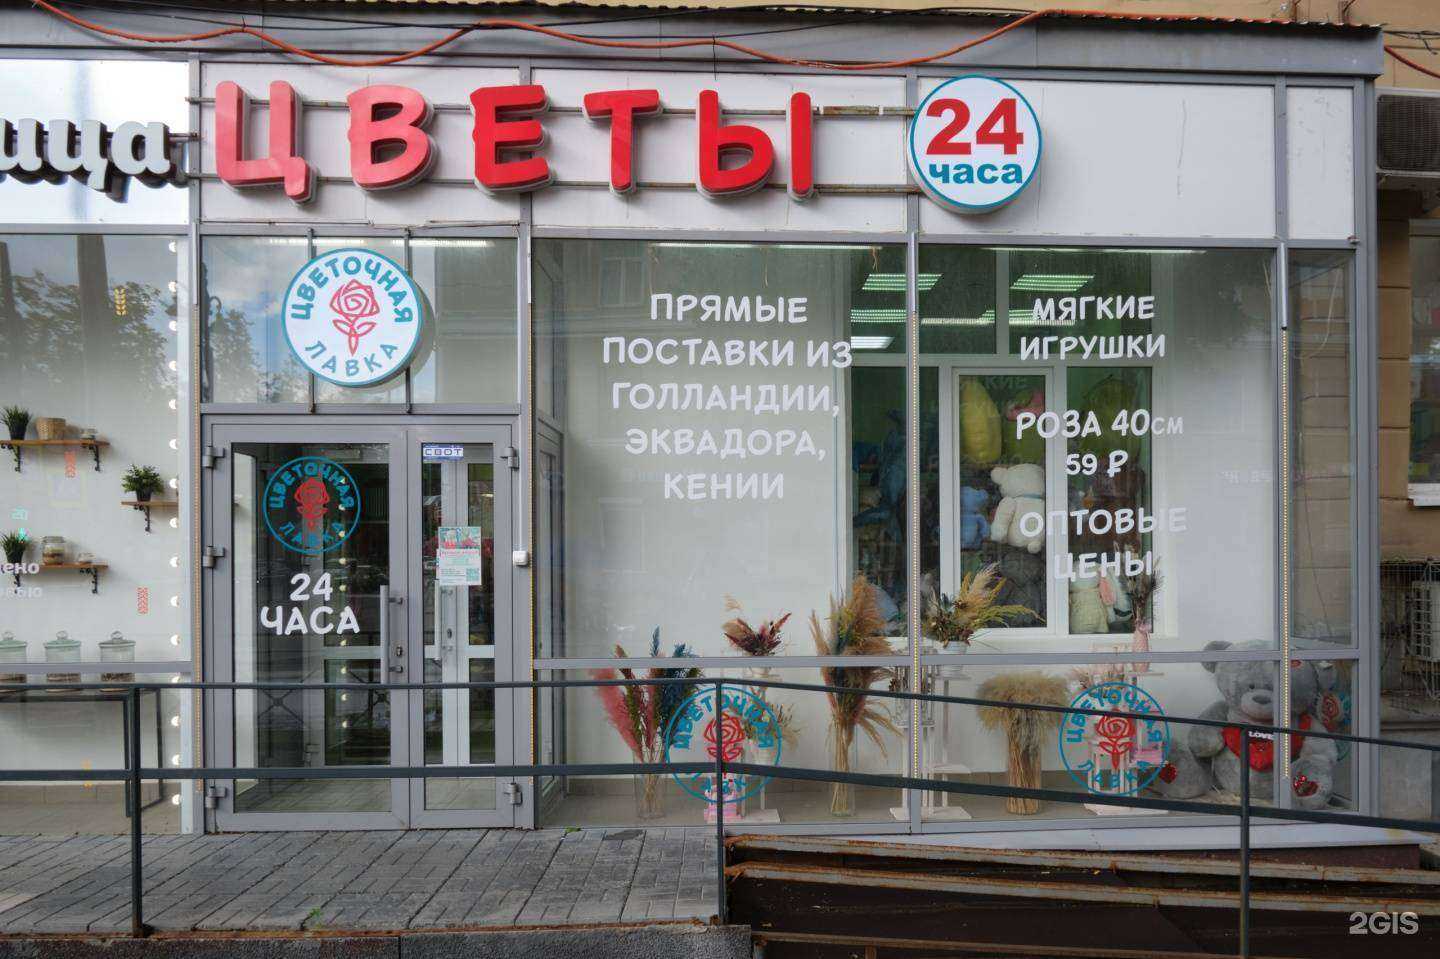 ЦВЕТЫ
24
часа
ЦВЕТОЧНАЯ
ЛАВКА
СВОТ
ЦВЕТОЧНАЯ
ЛАВКА
24
ЧАСА
ПРЯМЫЕ
ПОСТАВКИ ИЗ
ГОЛЛАНДИИ,
ЭКВАДОРА,
КЕНИИ
МЯГКИЕ
ИГРУШКИ
РОЗА 40СМ
59 ₽
ОПТОВЫЕ
ЦЕНЫ
ЦВЕТОЧНАЯ
ЛАВКА
ЦВЕТОЧНАЯ
ЛАВКА
LOVE
2GIS